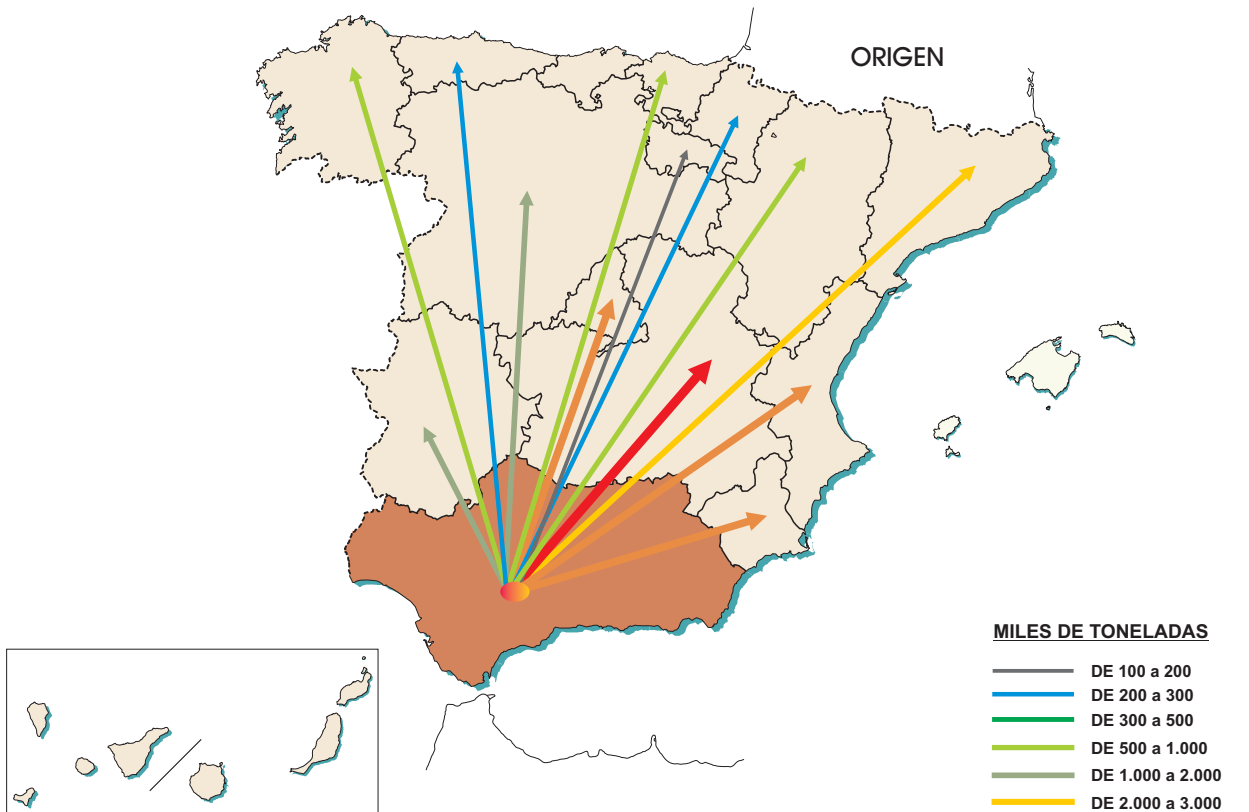 ORIGEN
MILES DE TONELADAS
DE 100 a 200
DE 200 a 300
DE 300 a 500
DE 500 a 1.000
DE 1.000 a 2.000
DE 2.000 a 3.000